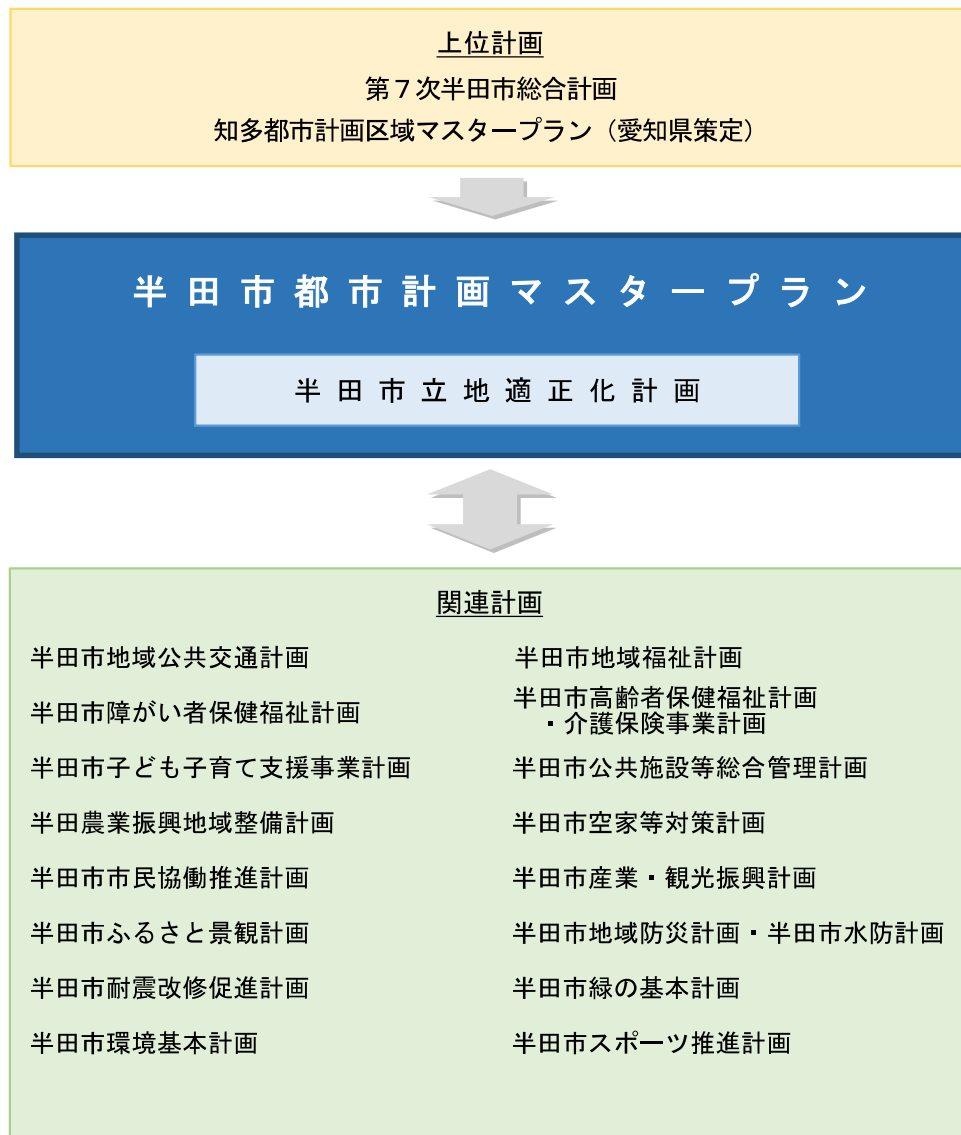 上位計画
第７次半田市総合計画
知多都市計画区域マスタープラン（愛知県策定）
半田市都市計画マスタープラン
半田市立地適正化計画
関連計画
半田市地域公共交通計画
半田市障がい者保健福祉計画
半田市子ども子育て支援事業計画
半田農業振興地域整備計画
半田市市民協働推進計画
半田市ふるさと景観計画
半田市耐震改修促進計画
半田市環境基本計画
半田市地域福祉計画
半田市高齢者保健福祉計画
・介護保険事業計画
半田市公共施設等総合管理計画
半田市空家等対策計画
半田市産業・観光振興計画
半田市地域防災計画・半田市水防計画
半田市緑の基本計画
半田市スポーツ推進計画